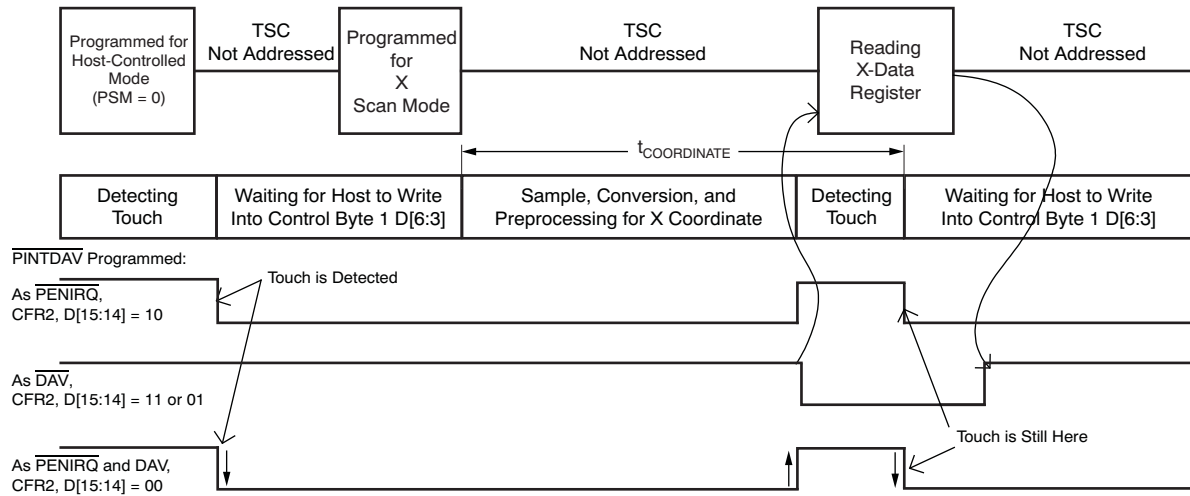 Programmed for
Host-Controlled
Mode
(PSM = 0)
TSC
Not Addressed
Programmed
for
X
Scan Mode
TSC
Not Addressed
Reading
X-Data
Register
TSC
Not Addressed
tCOORDINATE
Detecting
Touch
Waiting for Host to Write
Into Control Byte 1 D[6:3]
Sample, Conversion, and
Preprocessing for X Coordinate
Detecting
Touch
Waiting for Host to Write
Into Control Byte 1 D[6:3]
PINTDAV Programmed:
Touch is Detected
As PENIRQ,
CFR2, D[15:14] = 10
As DAV,
CFR2, D[15:14] = 11 or 01
Touch is Still Here
As PENIRQ and DAV,
CFR2, D[15:14] = 00